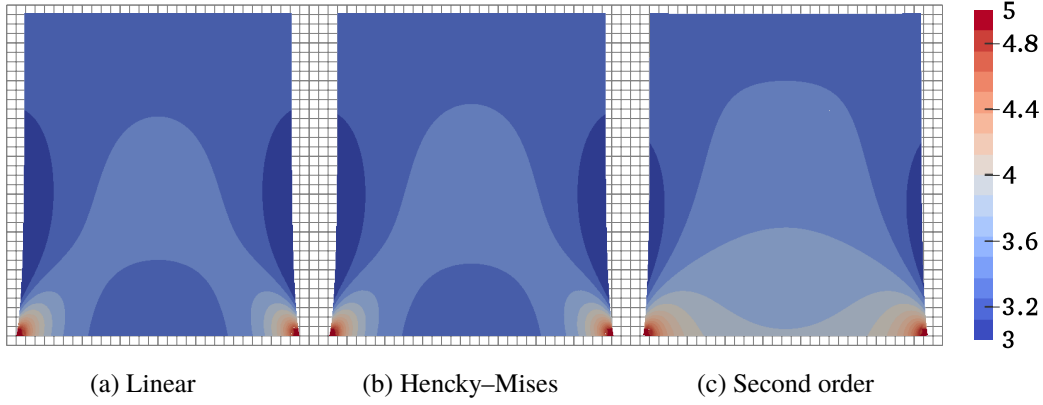 5
4.8
4.4
4
3.6
3.2
3
(a) Linear
(b) Hencky–Mises
(c) Second order